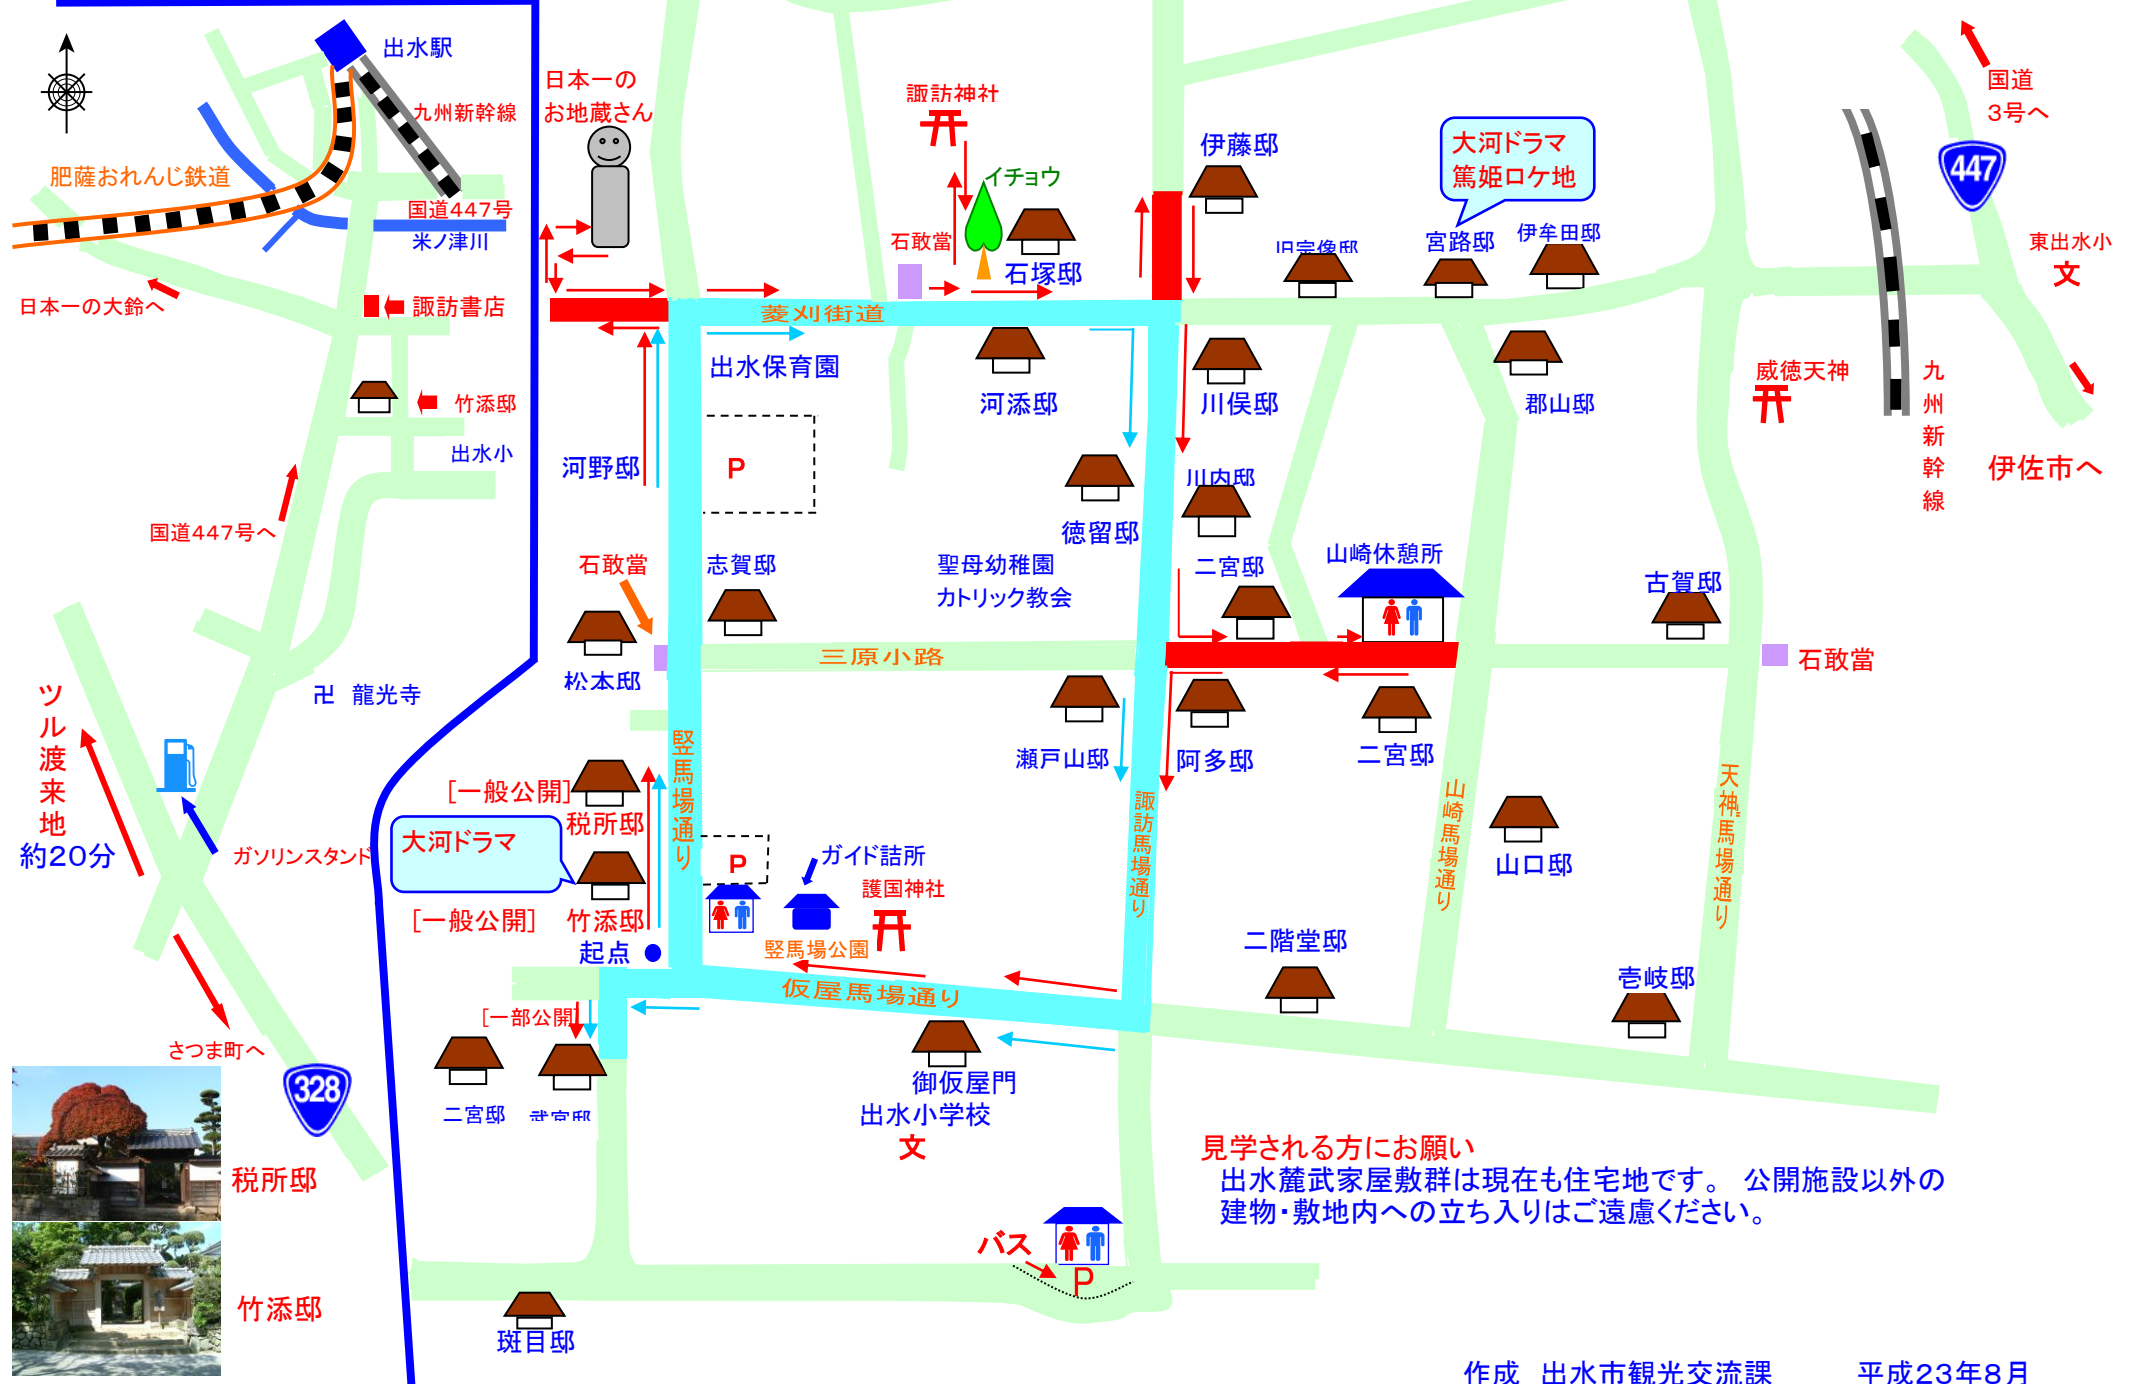 出水駅
九州新幹線
肥薩おれんじ鉄道
国道447号
米ノ津川
日本一の大鈴へ
諏訪書店
竹添邸
出水小
国道447号へ
卍 龍光寺
ツル渡来地
約20分
ガソリンスタンド
さつま町へ
328
税所邸
竹添邸
日本一の
お地蔵さん
諏訪神社
イチョウ
石敢當
石塚邸
伊藤邸
大河ドラマ
篤姫ロケ地
旧宗像邸
宮路邸
伊牟田邸
国道
3号へ
447
東出水小
文
菱刈街道
出水保育園
河添邸
川俣邸
郡山邸
威徳天神
九州新幹線
伊佐市へ
河野邸
P
徳留邸
川内邸
石敢當
志賀邸
聖母幼稚園
カトリック教会
二宮邸
山崎休憩所
古賀邸
松本邸
三原小路
石敢當
瀬戸山邸
阿多邸
二宮邸
竪馬場通り
諏訪馬場通り
山崎馬場通り
天神馬場通り
[一般公開]
税所邸
大河ドラマ
[一般公開]
竹添邸
起点
P
ガイド詰所
護国神社
竪馬場公園
山口邸
二階堂邸
壱岐邸
仮屋馬場通り
[一部公開]
二宮邸
武宮邸
御仮屋門
出水小学校
文
見学される方にお願い
出水麓武家屋敷群は現在も住宅地です。 公開施設以外の
建物・敷地内への立ち入りはご遠慮ください。
バス
P
斑目邸
作成 出水市観光交流課 平成23年8月